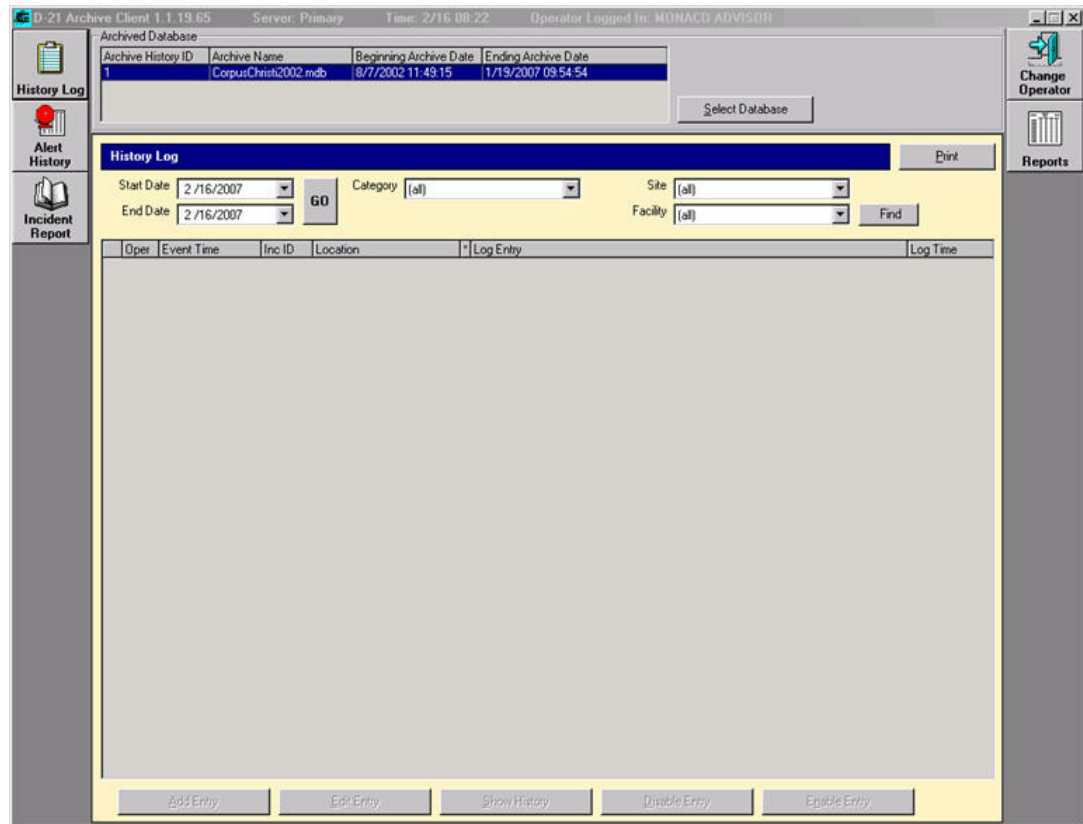 D-21 Archive Client 1.1.19.65 Server: Primary Time: 2/16 08:22 Operator Logged In: MONACO ADVISOR
Archived Database
Archive History ID Archive Name Beginning Archive Date Ending Archive Date
1 CorpusChristi2002.mdb 8/7/2002 11:49:15 1/19/2007 09:54:54
Select Database
History Log
Alert History
Incident Report
Change Operator
Reports
History Log
Print
Start Date 2 /16/2007
End Date 2 /16/2007
GO
Category (all)
Site (all)
Facility (all)
Find
Oper Event Time Inc ID Location * Log Entry Log Time
Add Entry Edit Entry Show History Disable Entry Enable Entry